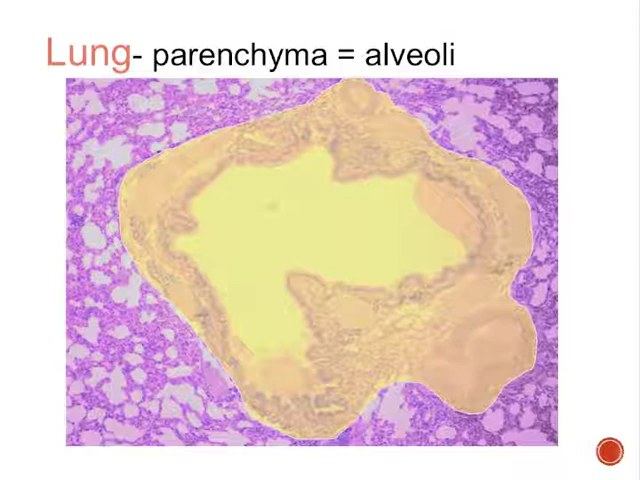 Lung- parenchyma = alveoli